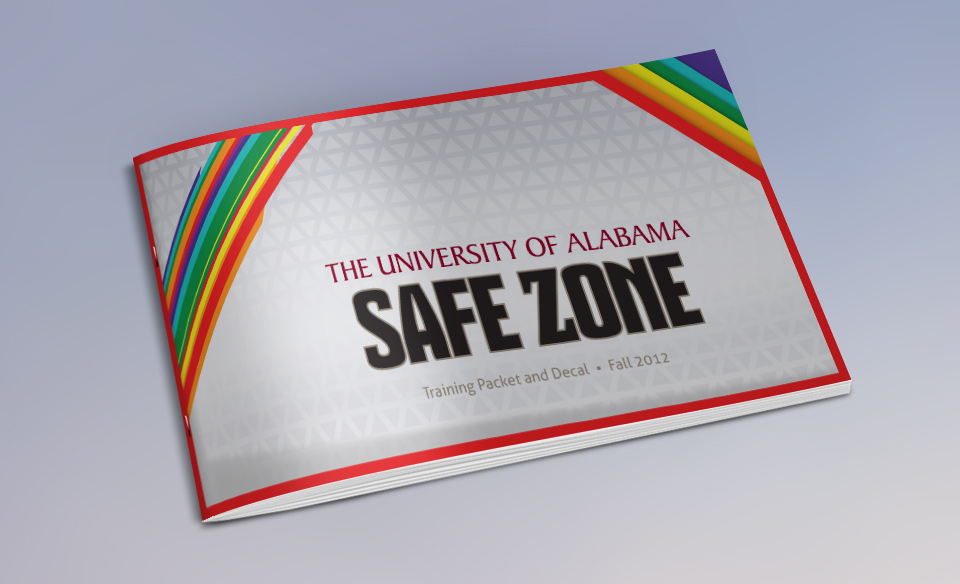 THE UNIVERSITY OF ALABAMA
SAFE ZONE
Training Packet and Decal • Fall 2012